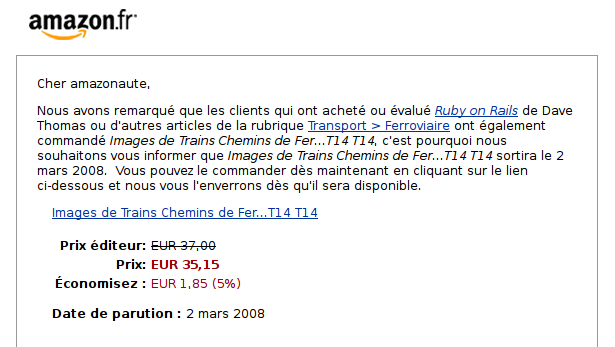 amazon.fr
Cher amazonaute,
Nous avons remarqué que les clients qui ont acheté ou évalué Ruby on Rails de Dave
Thomas ou d'autres articles de la rubrique Transport > Ferroviaire ont également
commandé Images de Trains Chemins de Fer...T14 T14, c'est pourquoi nous
souhaitons vous informer que Images de Trains Chemins de Fer...T14 T14 sortira le 2
mars 2008.  Vous pouvez le commander dès maintenant en cliquant sur le lien
ci-dessous et nous vous l'enverrons dès qu'il sera disponible.
Images de Trains Chemins de Fer...T14 T14
Prix éditeur: EUR 37,00
Prix: EUR 35,15
Économisez : EUR 1,85 (5%)
Date de parution : 2 mars 2008